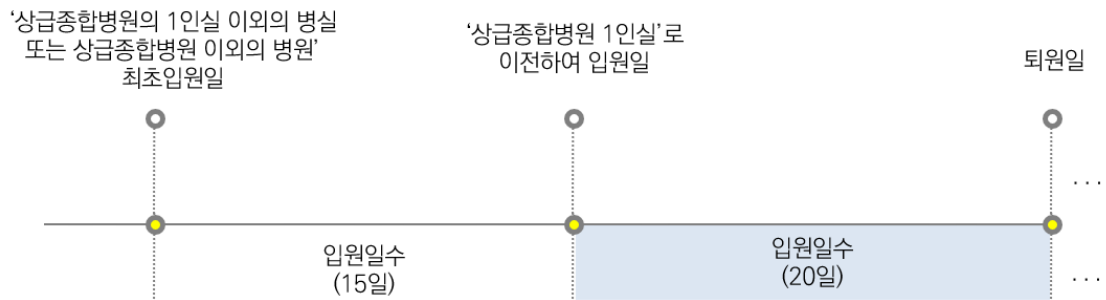 ‘상급종합병원의 1인실 이외의 병실
또는 상급종합병원 이외의 병원’
최초입원일
‘상급종합병원 1인실’로
이전하여 입원일
퇴원일
...
입원일수
(15일)
입원일수
(20일)
...